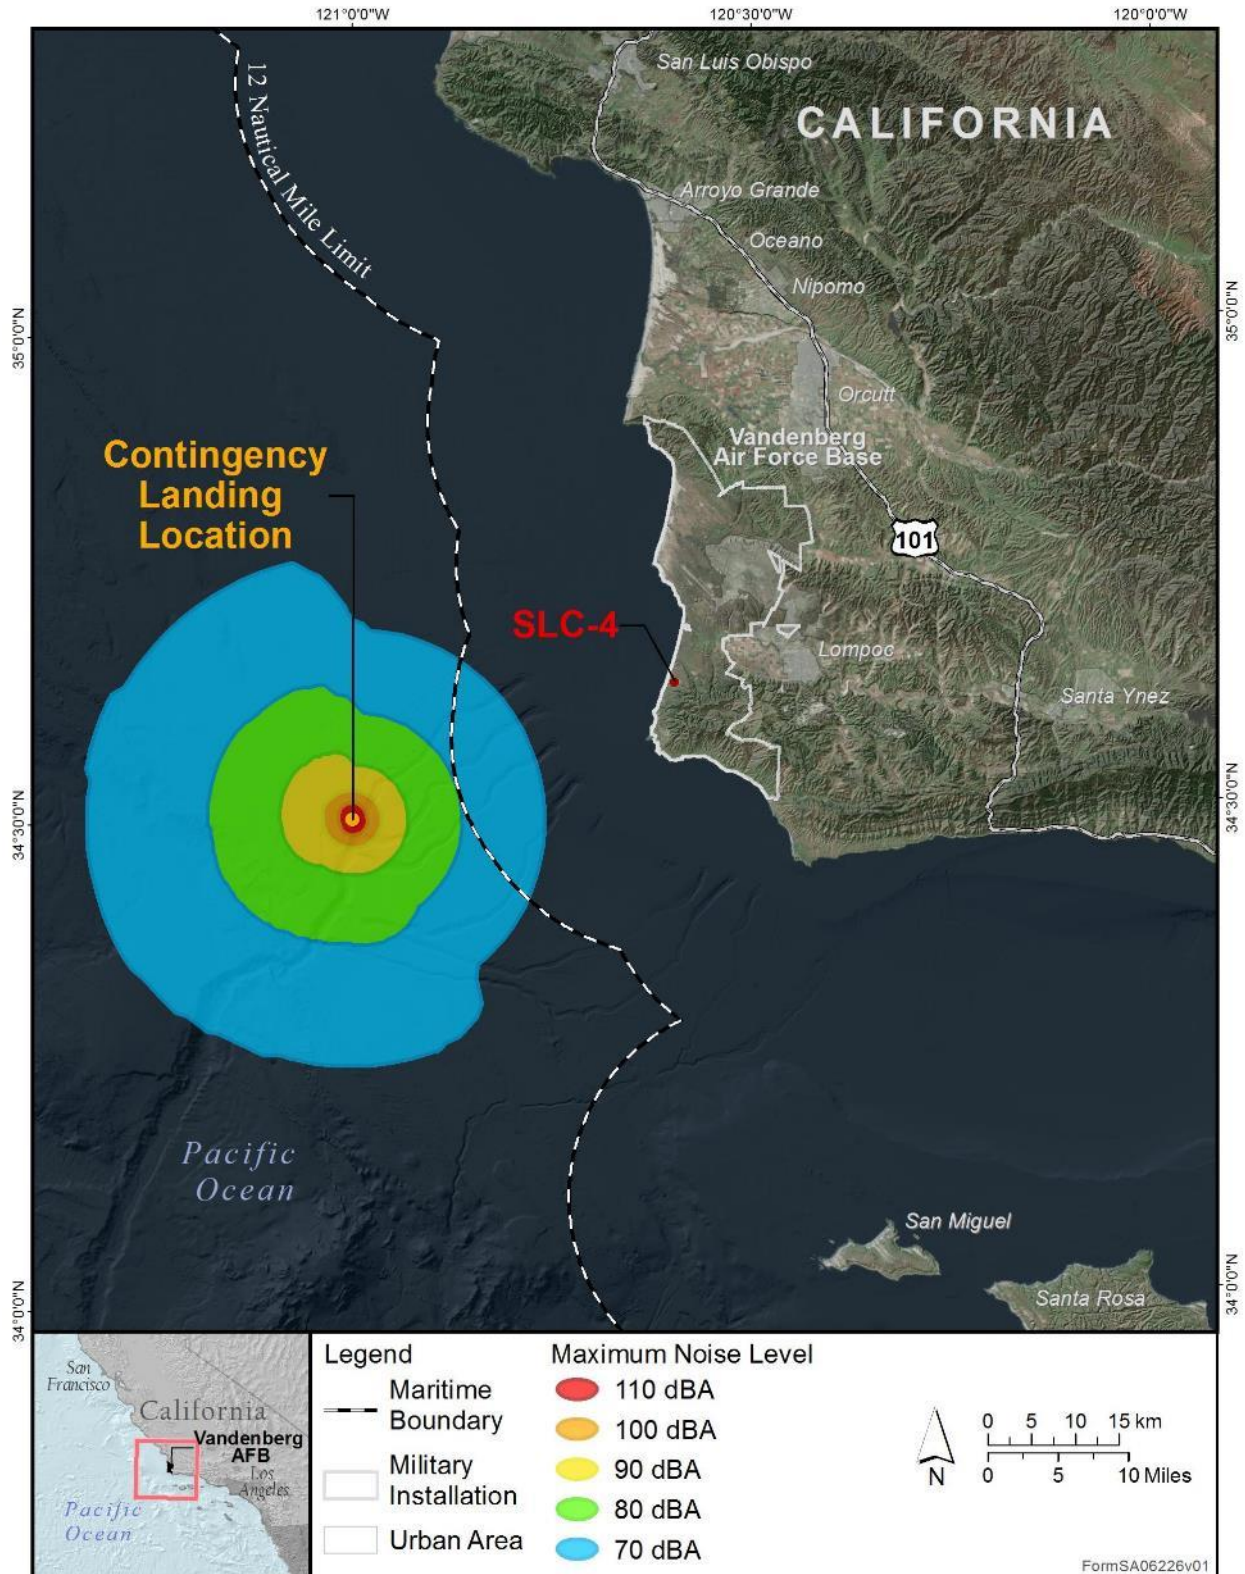 121°0'0"W
120°30'0"W
120°0'0"W
San Luis Obispo
CALIFORNIA
12 Nautical Mile Limit
Arroyo Grande
Oceano
Nipomo
35°0'0"N
35°0'0"N
Orcutt
Vandenberg
Air Force Base
Contingency
Landing
Location
101
SLC-4
Lompoc
Santa Ynez
34°30'0"N
34°30'0"N
Pacific
Ocean
San Miguel
Santa Rosa
34°0'0"N
34°0'0"N
San
Francisco
California
Vandenberg
AFB
Los
Angeles
Pacific
Ocean
Legend
Maritime
Boundary
Military
Installation
Urban Area
Maximum Noise Level
110 dBA
100 dBA
90 dBA
80 dBA
70 dBA
N
0 5 10 15 km
0 5 10 Miles
FormSA06226v01